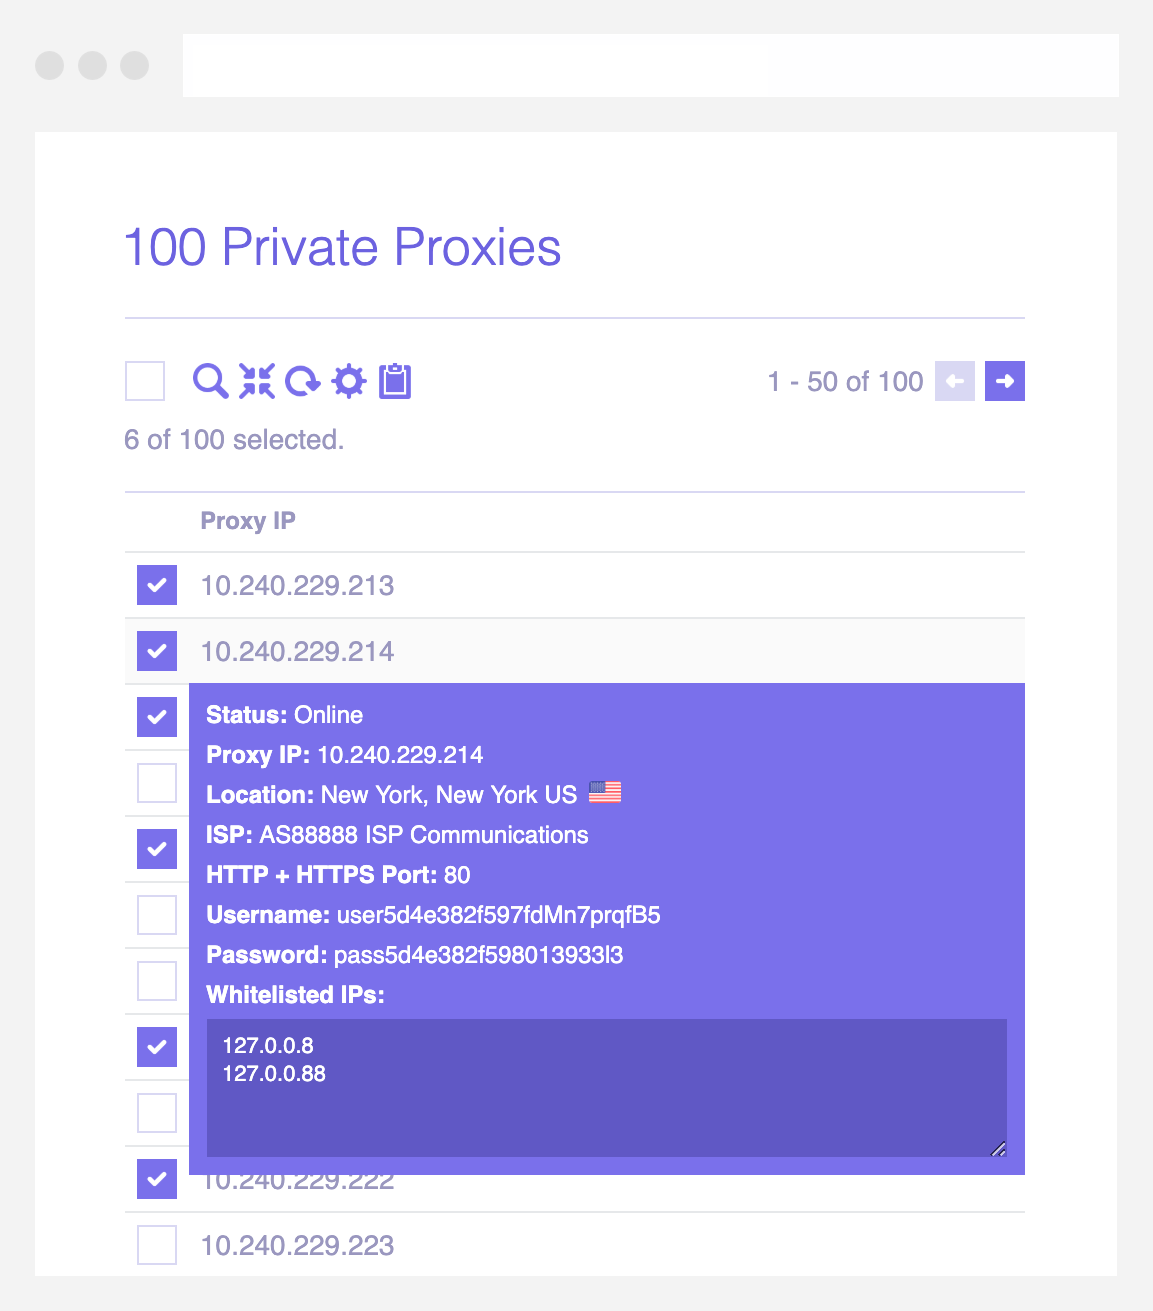 100 Private Proxies
1 - 50 of 100
6 of 100 selected.
Proxy IP
10.240.229.213
10.240.229.214
Status: Online
Proxy IP: 10.240.229.214
Location: New York, New York US
ISP: AS88888 ISP Communications
HTTP + HTTPS Port: 80
Username: user5d4e382f597fdMn7prqfB5
Password: pass5d4e382f598013933l3
Whitelisted IPs:
127.0.0.8
127.0.0.88
10.240.229.222
10.240.229.223